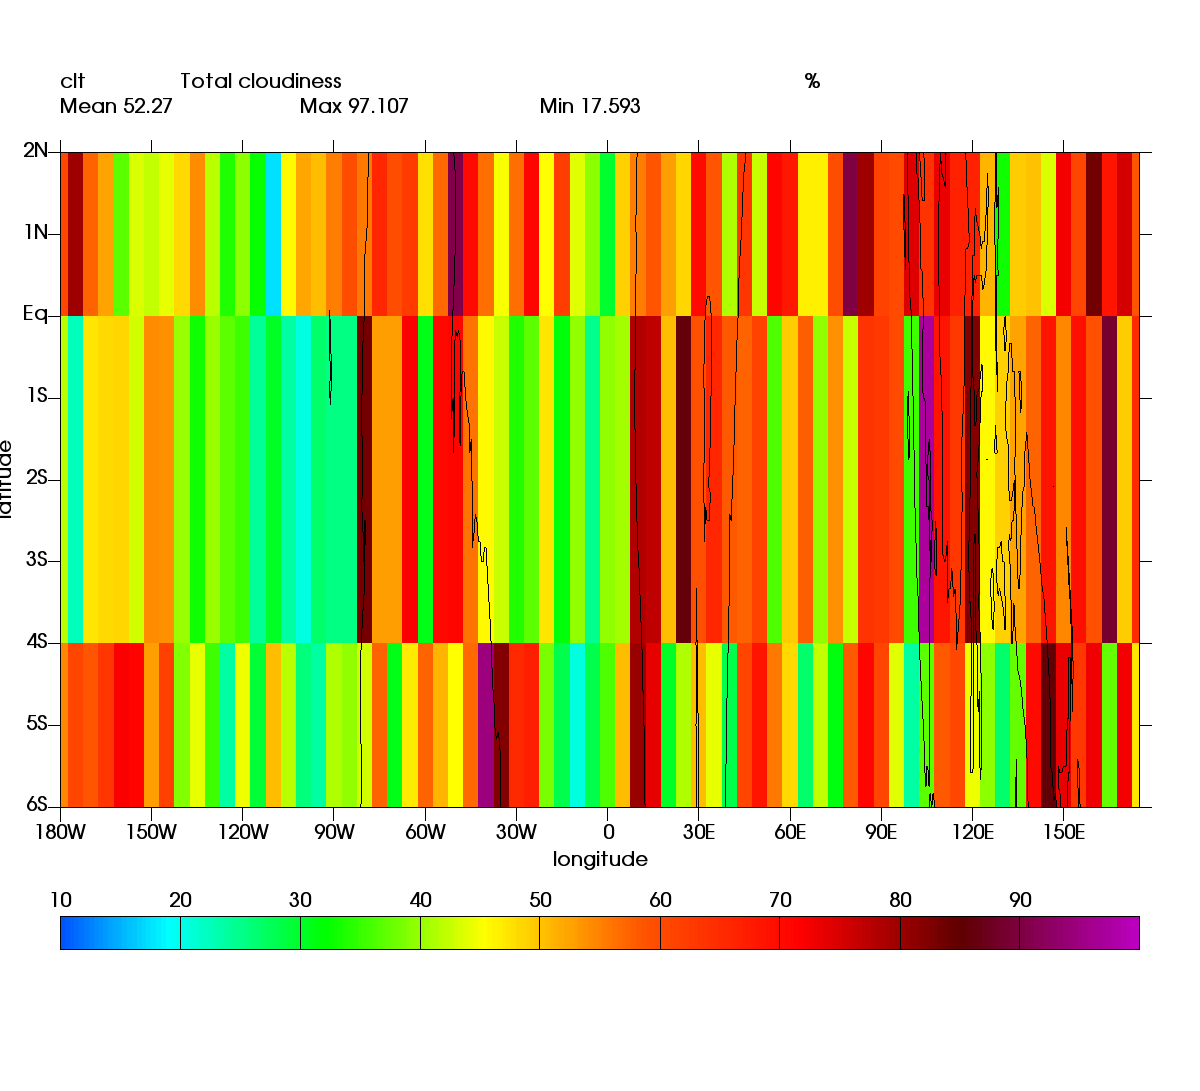 clt Total cloudiness %
Mean 52.27 Max 97.107 Min 17.593
2N
1N
Eq
1S
2S
3S
4S
5S
6S
latitude
180W 150W 120W 90W 60W 30W 0 30E 60E 90E 120E 150E
longitude
10 20 30 40 50 60 70 80 90